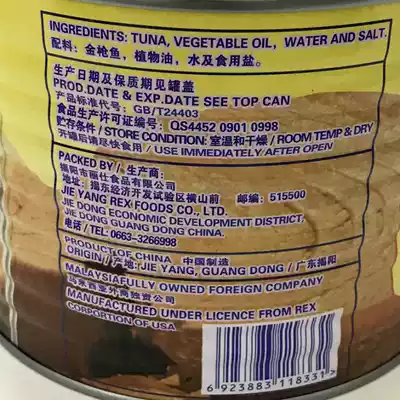 INGREDIENTS: TUNA, VEGETABLE OIL, WATER AND SALT.
配料: 金枪鱼, 植物油, 水及食用盐。
生产日期及保质期见罐盖
PROD.DATE & EXP.DATE SEE TOP CAN
产品标准代号: GB/T24403
食品生产许可证编号: QS4452 0901 0998
贮存条件 / STORE CONDITION: 室温和干燥 / ROOM TEMP & DRY
开罐后请尽快食用 / USE IMMEDIATELY AFTER OPEN
PACKED BY / 生产商:
揭阳市丽仕食品有限公司
地址: 揭东经济开发试验区横山前 邮编: 515500
JIE YANG REX FOODS CO., LTD.
JIE DONG ECONOMIC DEVELOPMENT DISTRICT,
JIE DONG GUANG DONG CHINA.
电话 / TEL: 0663-3266998
PRODUCT OF CHINA 中国制造
ORIGIN / 产地: JIE YANG, GUANG DONG / 广东揭阳
MALAYSIAFULLY OWNED FOREIGN COMPANY
马来西亚外商独资公司
MANUFACTURED UNDER LICENCE FROM REX
CORPORTION OF USA
6 923883 118331 >